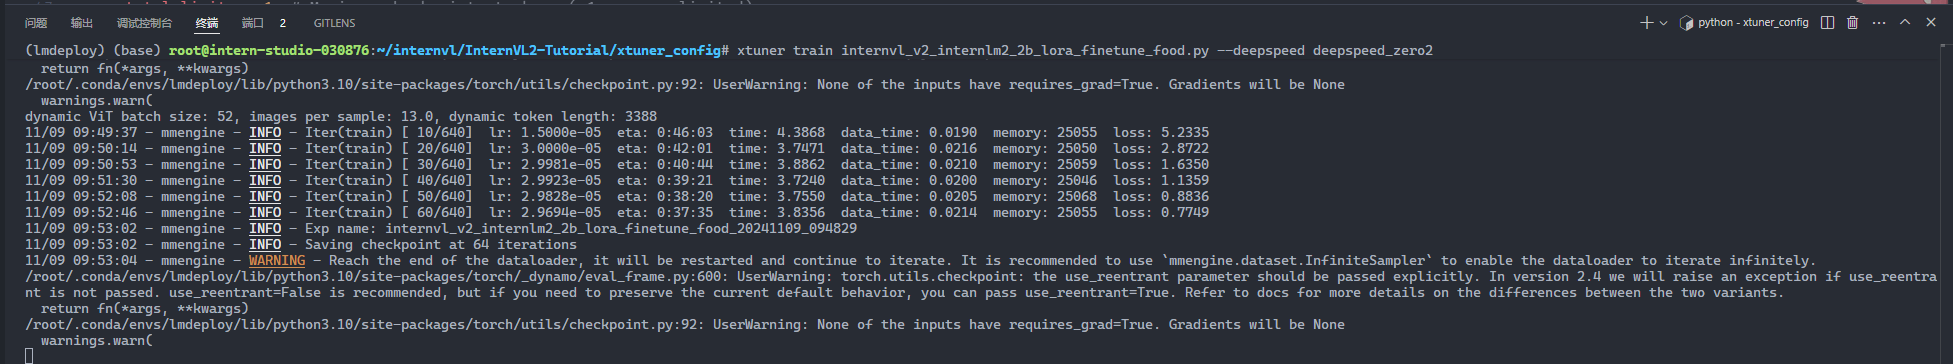 问题 输出 调试控制台 终端 端口 2 GITLENS python - xtuner_config
(lmdeploy) (base) root@intern-studio-030876:~/internvl/InternVL2-Tutorial/xtuner_config# xtuner train internvl_v2_internlm2_2b_lora_finetune_food.py --deepspeed deepspeed_zero2
return fn(*args, **kwargs)
/root/.conda/envs/lmdeploy/lib/python3.10/site-packages/torch/utils/checkpoint.py:92: UserWarning: None of the inputs have requires_grad=True. Gradients will be None
warnings.warn(
dynamic ViT batch size: 52, images per sample: 13.0, dynamic token length: 3388
11/09 09:49:37 - mmengine - INFO - Iter(train) [ 10/640] lr: 1.5000e-05 eta: 0:46:03 time: 4.3868 data_time: 0.0190 memory: 25055 loss: 5.2335
11/09 09:50:14 - mmengine - INFO - Iter(train) [ 20/640] lr: 3.0000e-05 eta: 0:42:01 time: 3.7471 data_time: 0.0216 memory: 25050 loss: 2.8722
11/09 09:50:53 - mmengine - INFO - Iter(train) [ 30/640] lr: 2.9981e-05 eta: 0:40:44 time: 3.8862 data_time: 0.0210 memory: 25059 loss: 1.6350
11/09 09:51:30 - mmengine - INFO - Iter(train) [ 40/640] lr: 2.9923e-05 eta: 0:39:21 time: 3.7240 data_time: 0.0200 memory: 25046 loss: 1.1359
11/09 09:52:08 - mmengine - INFO - Iter(train) [ 50/640] lr: 2.9828e-05 eta: 0:38:20 time: 3.7550 data_time: 0.0205 memory: 25068 loss: 0.8836
11/09 09:52:46 - mmengine - INFO - Iter(train) [ 60/640] lr: 2.9694e-05 eta: 0:37:35 time: 3.8356 data_time: 0.0214 memory: 25055 loss: 0.7749
11/09 09:53:02 - mmengine - INFO - Exp name: internvl_v2_internlm2_2b_lora_finetune_food_20241109_094829
11/09 09:53:02 - mmengine - INFO - Saving checkpoint at 64 iterations
11/09 09:53:04 - mmengine - WARNING - Reach the end of the dataloader, it will be restarted and continue to iterate. It is recommended to use `mmengine.dataset.InfiniteSampler` to enable the dataloader to iterate infinitely.
/root/.conda/envs/lmdeploy/lib/python3.10/site-packages/torch/_dynamo/eval_frame.py:600: UserWarning: torch.utils.checkpoint: the use_reentrant parameter should be passed explicitly. In version 2.4 we will raise an exception if use_reentra
nt is not passed. use_reentrant=False is recommended, but if you need to preserve the current default behavior, you can pass use_reentrant=True. Refer to docs for more details on the differences between the two variants.
return fn(*args, **kwargs)
/root/.conda/envs/lmdeploy/lib/python3.10/site-packages/torch/utils/checkpoint.py:92: UserWarning: None of the inputs have requires_grad=True. Gradients will be None
warnings.warn(